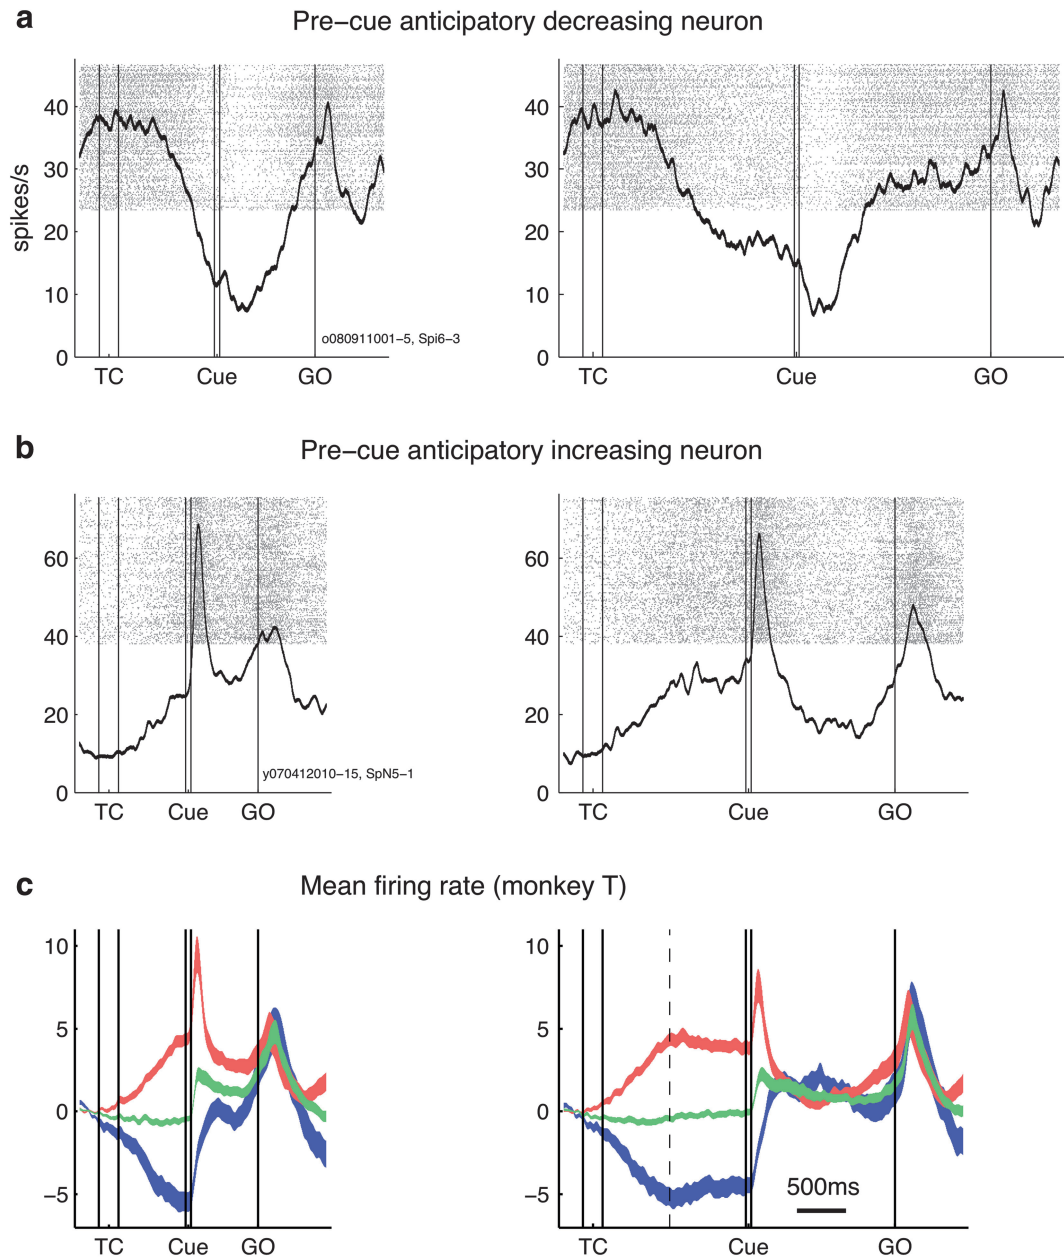 a Pre−cue anticipatory decreasing neuron
spikes/s
40
30
20
10
0
TC Cue GO
o080911001−5, Spi6−3
40
30
20
10
0
TC Cue GO
b Pre−cue anticipatory increasing neuron
60
40
20
0
TC Cue GO
y070412010−15, SpN5−1
60
40
20
0
TC Cue GO
c Mean firing rate (monkey T)
10
5
0
−5
TC Cue GO
10
5
0
−5
500ms
TC Cue GO